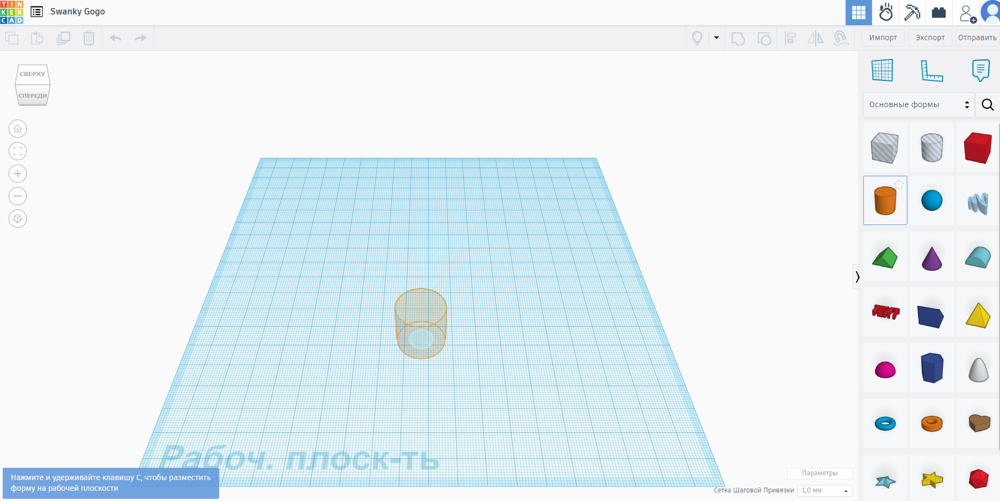 TIN
KER
CAD
Swanky Gogo
Импорт
Экспорт
Отправить
СВЕРХУ
СПЕРЕДИ
Основные формы
ТЕКСТ
Рабоч. плоск-ть
Нажмите и удерживайте клавишу C, чтобы разместить
форму на рабочей плоскости
Параметры
Сетка Шаговой Привязки
1,0 мм